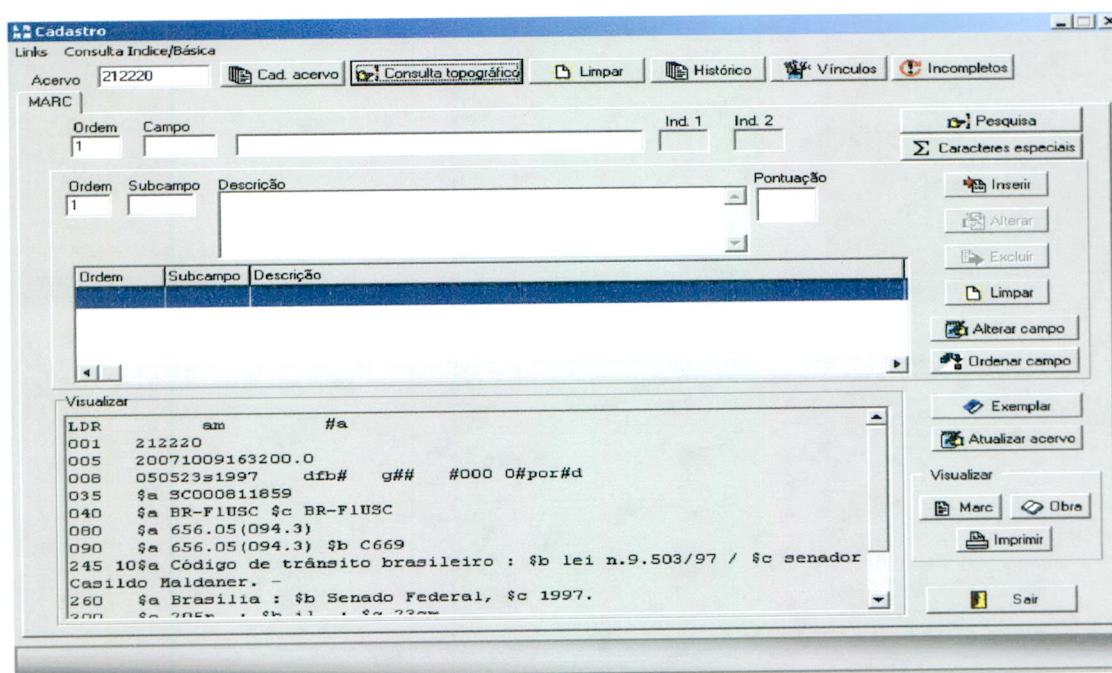 Cadastro
Links Consulta Indice/Básica
Acervo 212220 Cad. acervo Consulta topográfico Limpar Histórico Vínculos Incompletos
MARC
Ordem Campo Ind. 1 Ind. 2 Pesquisa
1
Σ Caracteres especiais
Ordem Subcampo Descrição Pontuação
1
Inserir
Alterar
Excluir
Ordem Subcampo Descrição
Limpar
Alterar campo
Ordenar campo
Visualizar
Exemplar
Atualizar acervo
LDR am #a
001 212220
005 20071009163200.0
008 050523s1997 dfb# g## #000 0#por#d
035 $a SC000811859
040 $a BR-FlUSC $c BR-FlUSC
080 $a 656.05(094.3)
090 $a 656.05(094.3) $b C669
245 10$a Código de trânsito brasileiro : $b lei n.9.503/97 / $c senador
Casildo Maldaner. -
260 $a Brasília : $b Senado Federal, $c 1997.
Visualizar
Marc Obra
Imprimir
Sair